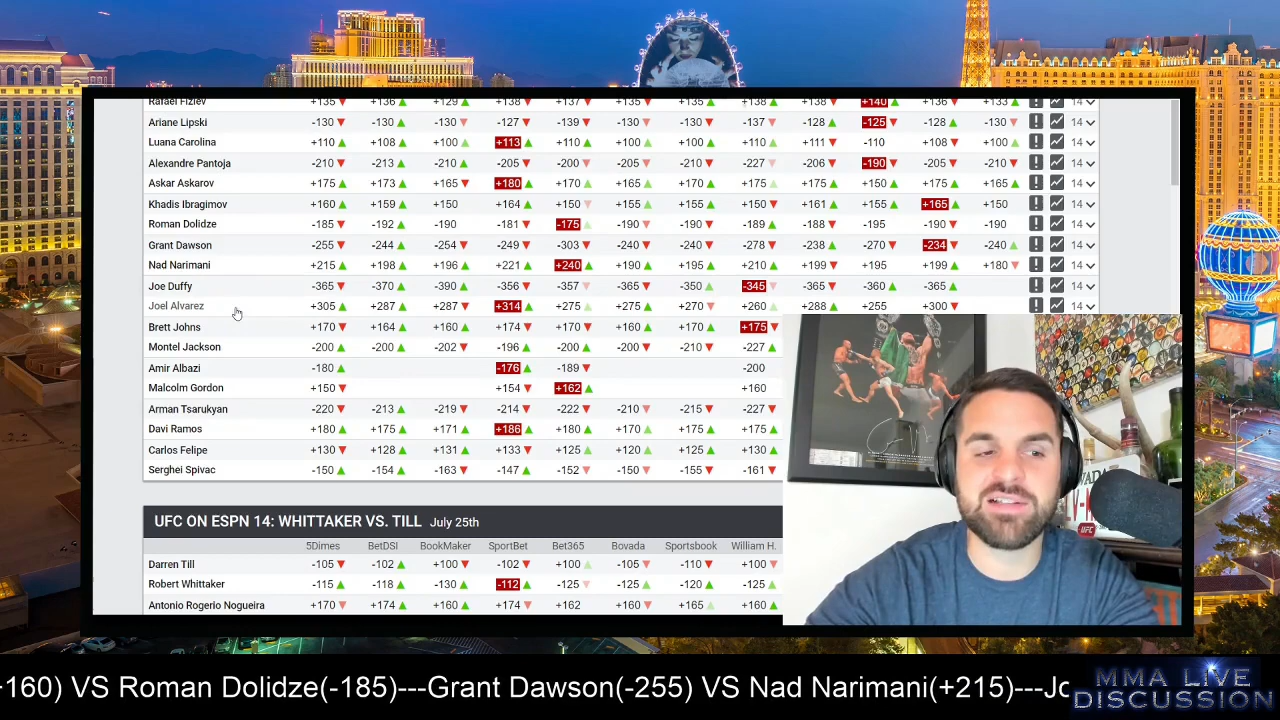 Rafael Fiziev +135 +136 +129 +138 +137 +135 +135 +138 +138 +140 +136 +133 14
Ariane Lipski -130 -130 -130 -127 -139 -130 -130 -137 -128 -125 -128 -130 14
Luana Carolina +110 +108 +100 +113 +110 +100 +100 +110 +111 -110 +108 +100 14
Alexandre Pantoja -210 -213 -210 -205 -200 -205 -210 -227 -206 -190 -205 -210 14
Askar Askarov +175 +173 +165 +180 +170 +165 +170 +175 +175 +150 +175 +165 14
Khadis Ibragimov +160 +159 +150 +164 +150 +155 +155 +150 +161 +155 +165 +150 14
Roman Dolidze -185 -192 -190 -181 -175 -190 -190 -189 -188 -195 -190 -190 14
Grant Dawson -255 -244 -254 -249 -303 -240 -240 -278 -238 -270 -234 -240 14
Nad Narimani +215 +198 +196 +221 +240 +190 +195 +210 +199 +195 +199 +180 14
Joe Duffy -365 -370 -390 -356 -357 -365 -350 -345 -365 -360 -365 14
Joel Alvarez +305 +287 +287 +314 +275 +275 +270 +260 +288 +255 +300 14
Brett Johns +170 +164 +160 +174 +170 +160 +170 +175
Montel Jackson -200 -200 -202 -196 -200 -200 -210 -227
Amir Albazi -180 -176 -189 -200
Malcolm Gordon +150 +154 +162 +160
Arman Tsarukyan -220 -213 -219 -214 -222 -210 -215 -227
Davi Ramos +180 +175 +171 +186 +180 +170 +175 +175
Carlos Felipe +130 +128 +131 +133 +125 +120 +125 +130
Serghei Spivac -150 -154 -163 -147 -152 -150 -155 -161
UFC ON ESPN 14: WHITTAKER VS. TILL July 25th
5Dimes BetDSI BookMaker SportBet Bet365 Bovada Sportsbook William H.
Darren Till -105 -102 +100 -102 +100 -105 -110 +100
Robert Whittaker -115 -118 -130 -112 -125 -125 -120 -125
Antonio Rogerio Nogueira +170 +174 +160 +174 +162 +160 +165 +160
UFC
-160) VS Roman Dolidze(-185)---Grant Dawson(-255) VS Nad Narimani(+215)---Jo
MMA LIVE
DISCUSSION